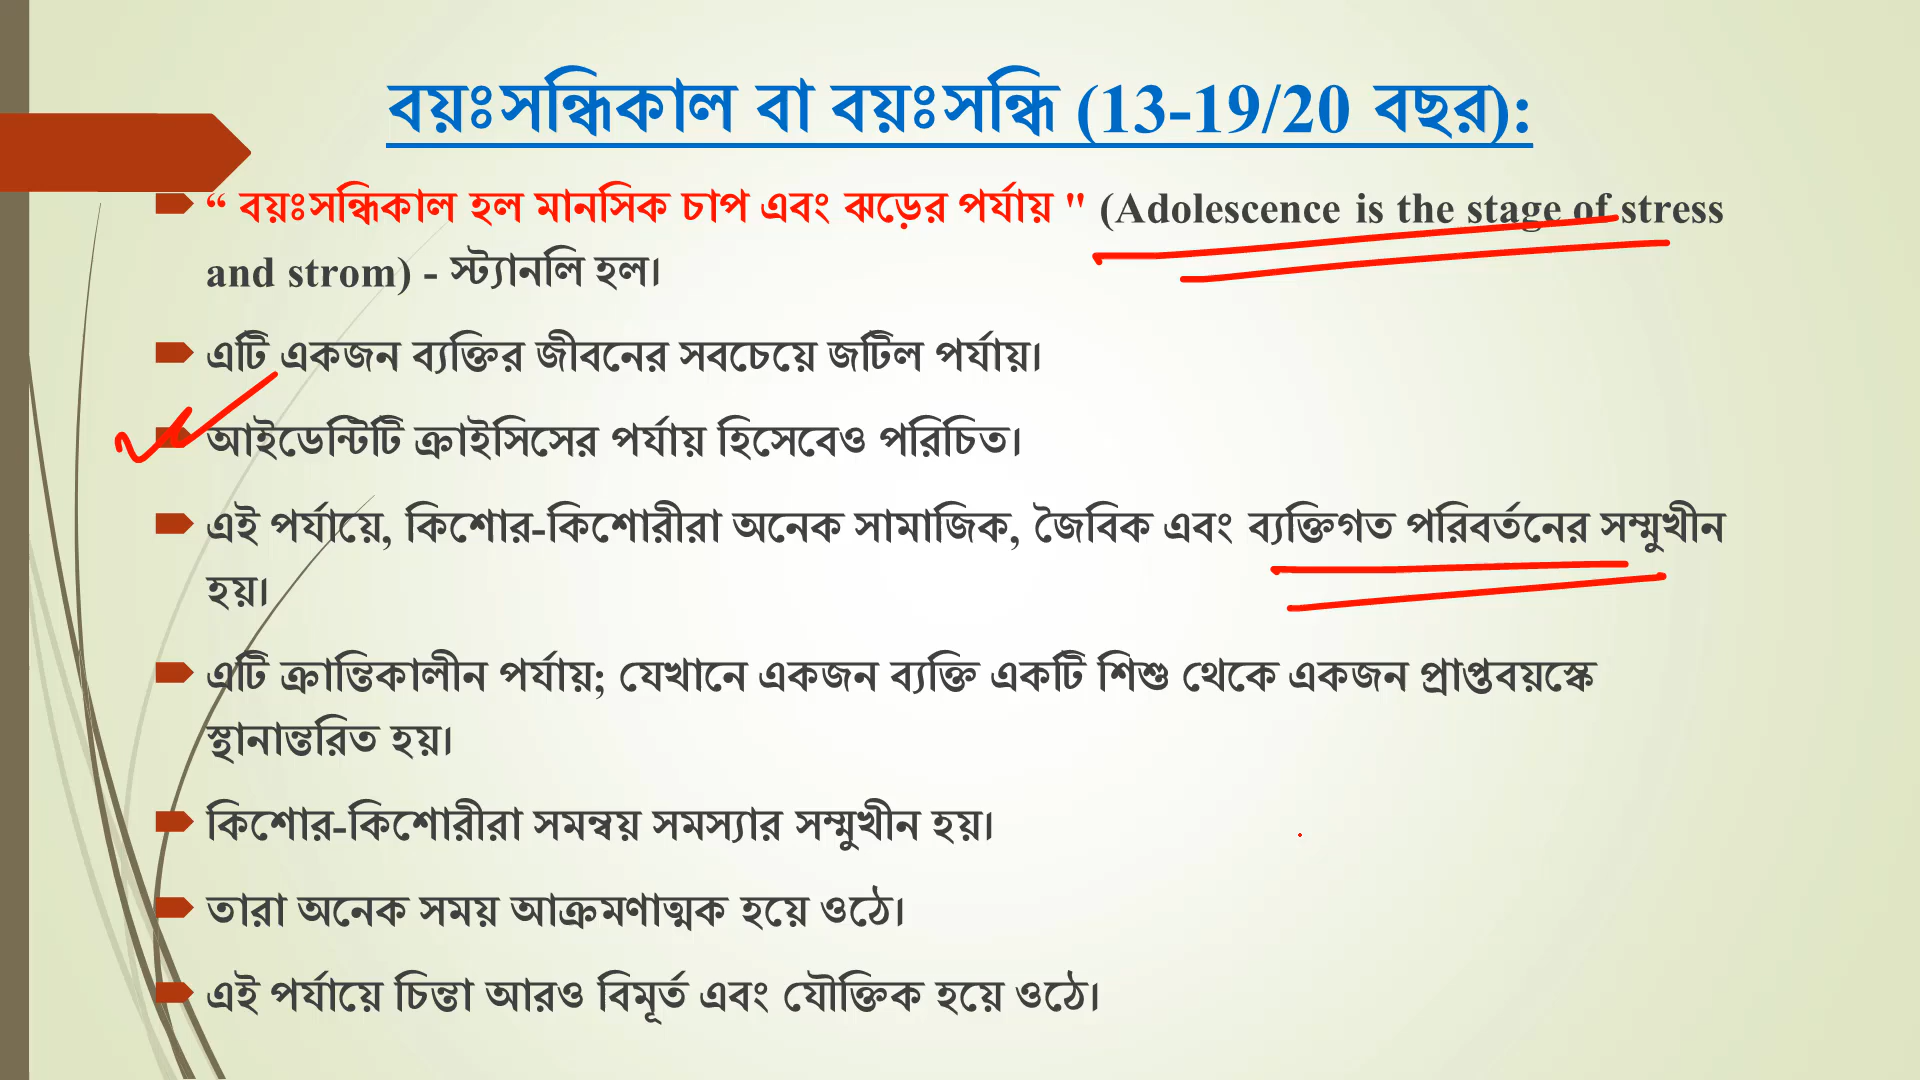 বয়ঃসন্ধিকাল বা বয়ঃসন্ধি (13-19/20 বছর):
“ বয়ঃসন্ধিকাল হল মানসিক চাপ এবং ঝড়ের পর্যায় " (Adolescence is the stage of stress
and strom) - স্ট্যানলি হল।
এটি একজন ব্যক্তির জীবনের সবচেয়ে জটিল পর্যায়।
আইডেন্টিটি ক্রাইসিসের পর্যায় হিসেবেও পরিচিত।
এই পর্যায়ে, কিশোর-কিশোরীরা অনেক সামাজিক, জৈবিক এবং ব্যক্তিগত পরিবর্তনের সম্মুখীন
হয়।
এটি ক্রান্তিকালীন পর্যায়; যেখানে একজন ব্যক্তি একটি শিশু থেকে একজন প্রাপ্তবয়স্কে
স্থানান্তরিত হয়।
কিশোর-কিশোরীরা সমন্বয় সমস্যার সম্মুখীন হয়।
তারা অনেক সময় আক্রমণাত্মক হয়ে ওঠে।
এই পর্যায়ে চিন্তা আরও বিমূর্ত এবং যৌক্তিক হয়ে ওঠে।